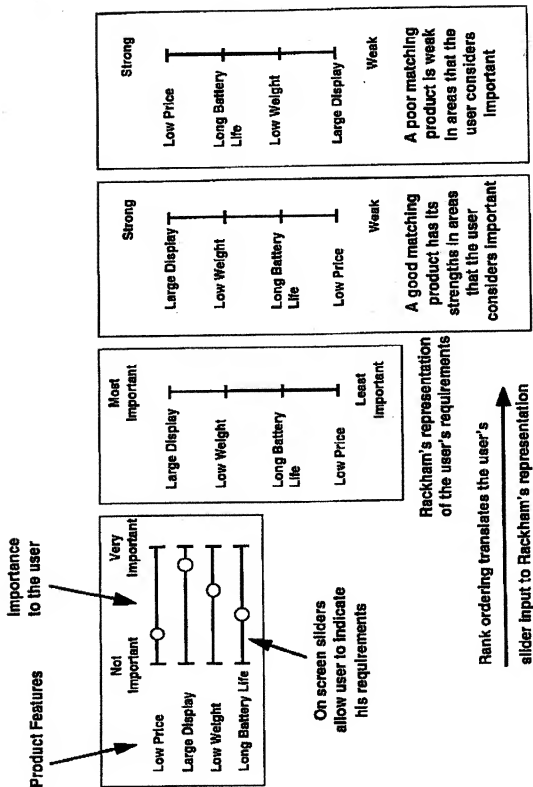 Product Features
Importance
to the user
Not
Important
Very
Important
Low Price
Large Display
Low Weight
Long Battery Life
On screen sliders
allow user to indicate
his requirements
Most
Important
Large Display
Low Weight
Long Battery
Life
Low Price
Least
Important
Rackham's representation
of the user's requirements
Strong
Large Display
Low Weight
Long Battery
Life
Low Price
Weak
A good matching
product has its
strengths in areas
that the user
considers important
Strong
Low Price
Long Battery
Life
Low Weight
Large Display
Weak
A poor matching
product is weak
in areas that the
user considers
important
Rank ordering translates the user's
slider input to Rackham's representation